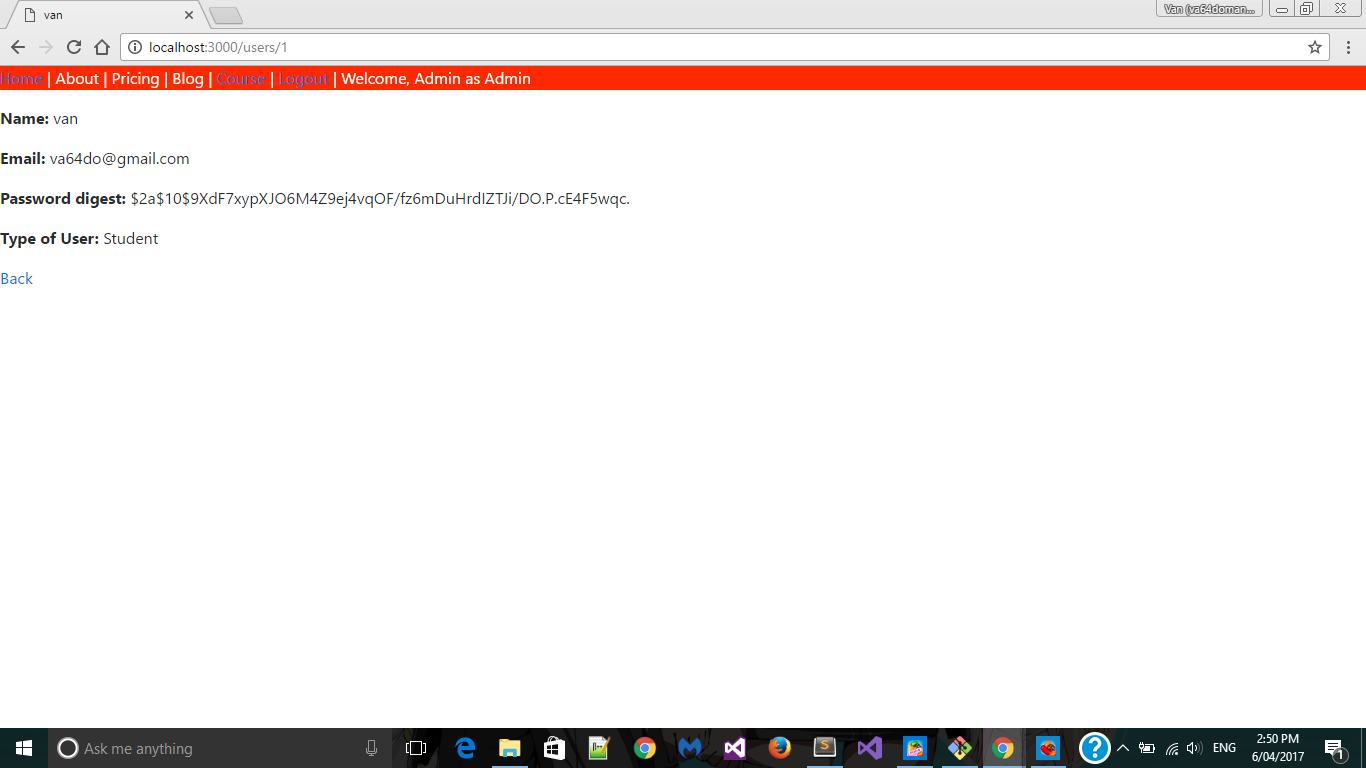 van
Van (va64doman...
localhost:3000/users/1
Home | About | Pricing | Blog | Course | Logout | Welcome, Admin as Admin
Name: van
Email: va64do@gmail.com
Password digest: $2a$10$9XdF7xypXJO6M4Z9ej4vqOF/fz6mDuHrdIZTJi/DO.P.cE4F5wqc.
Type of User: Student
Back
Ask me anything
ENG
2:50 PM
6/04/2017
1